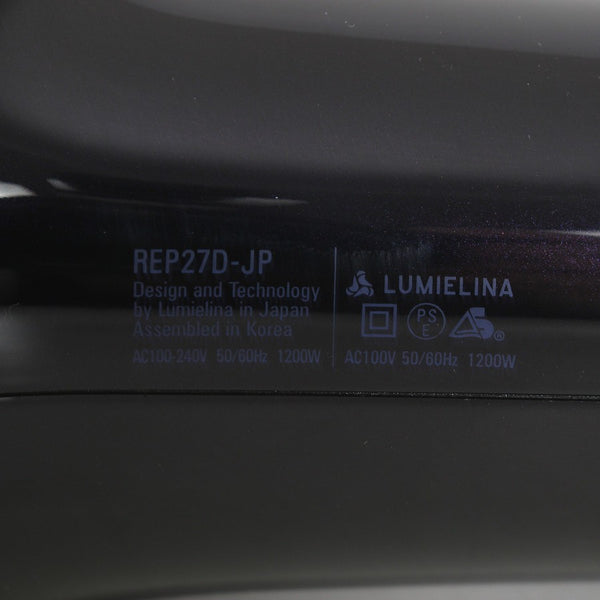 REP27D-JP
Design and Technology
by Lumielina in Japan
Assembled in Korea
AC100-240V 50/60Hz 1200W
LUMIELINA
PS
E
S
AC100V 50/60Hz 1200W